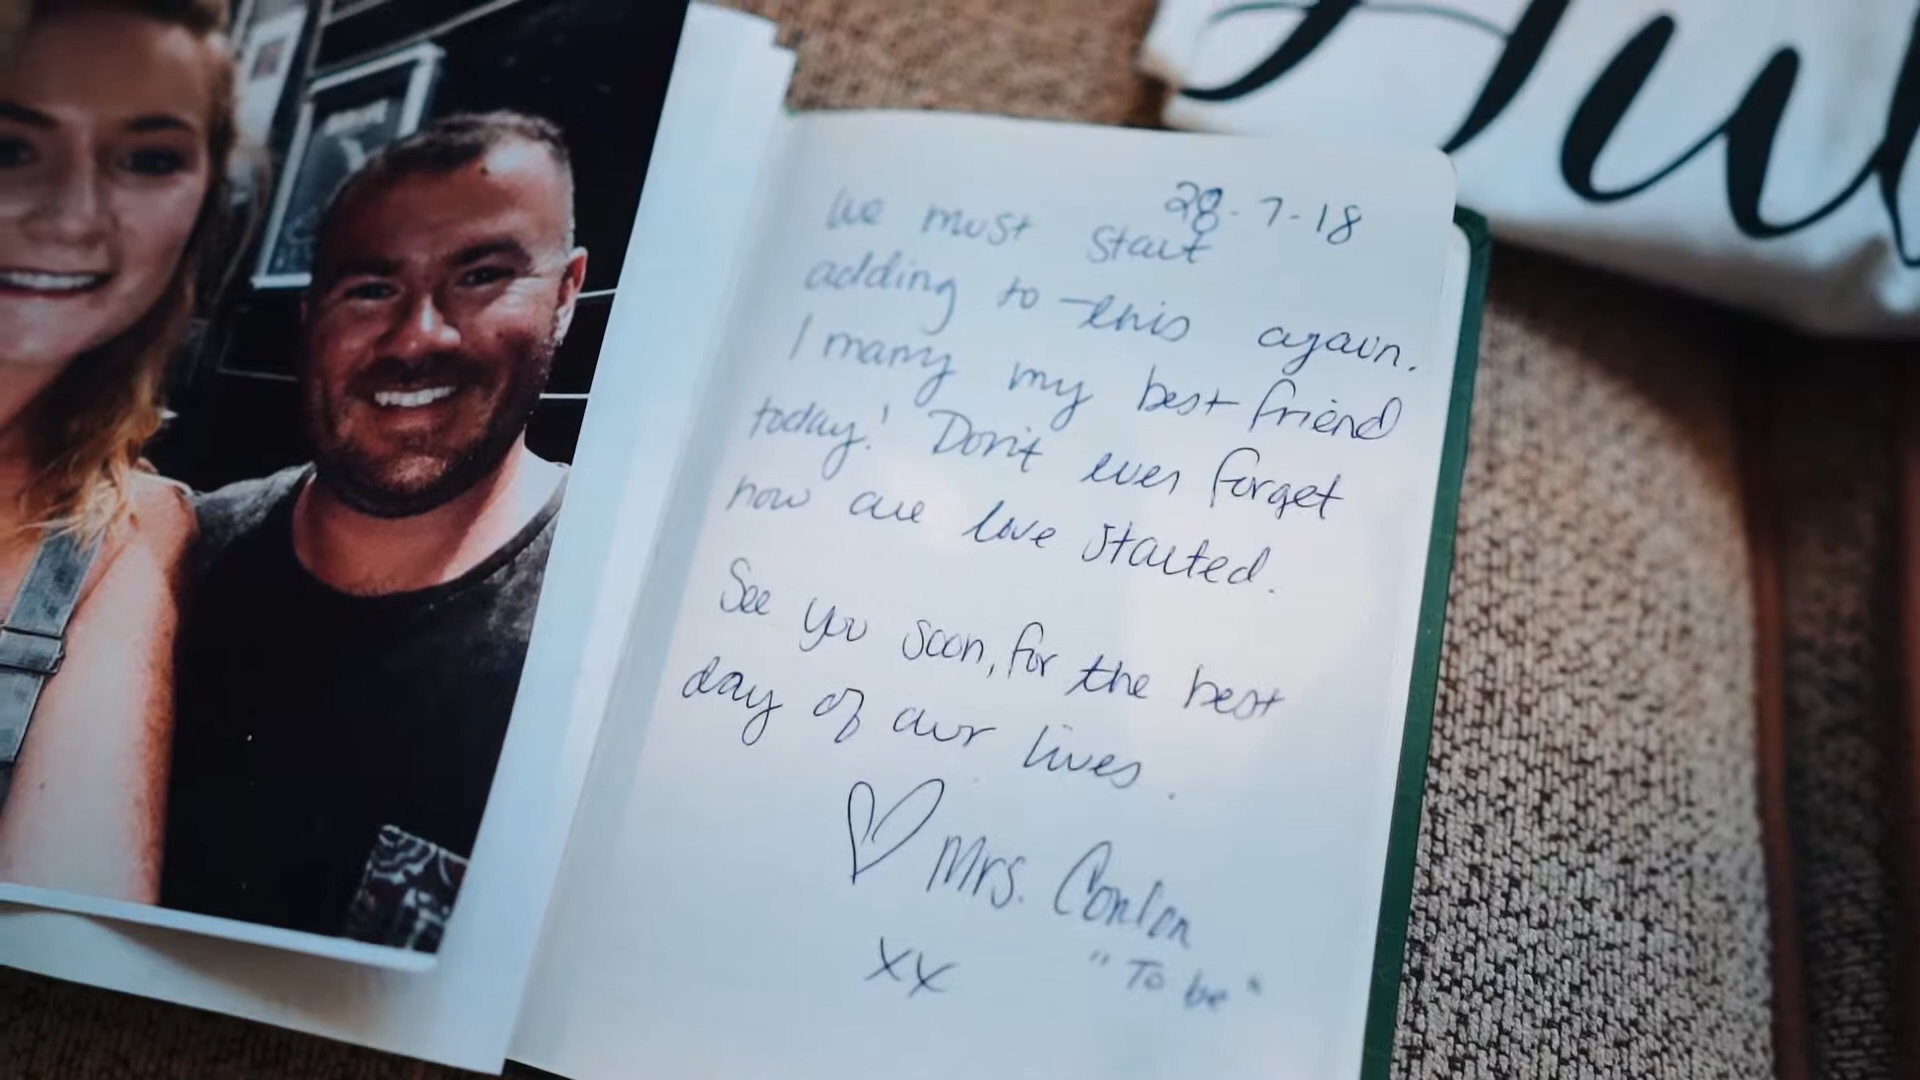 28-7-18
We must start
adding to this again.
I marry my best friend
today! Don't ever forget
how are love started.
See you soon, for the best
day of our lives.
♡ Mrs. Conlon
xx "To be"